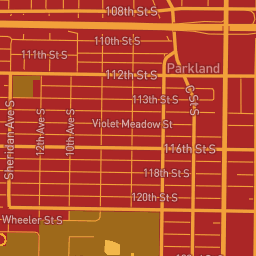 108th St S
110th St S
111th St S
112th St S
Parkland
113th St S
C St S
Violet Meadow St
Sheridan Ave S
12th Ave S
10th Ave S
116th St S
118th St S
120th St S
Wheeler St S